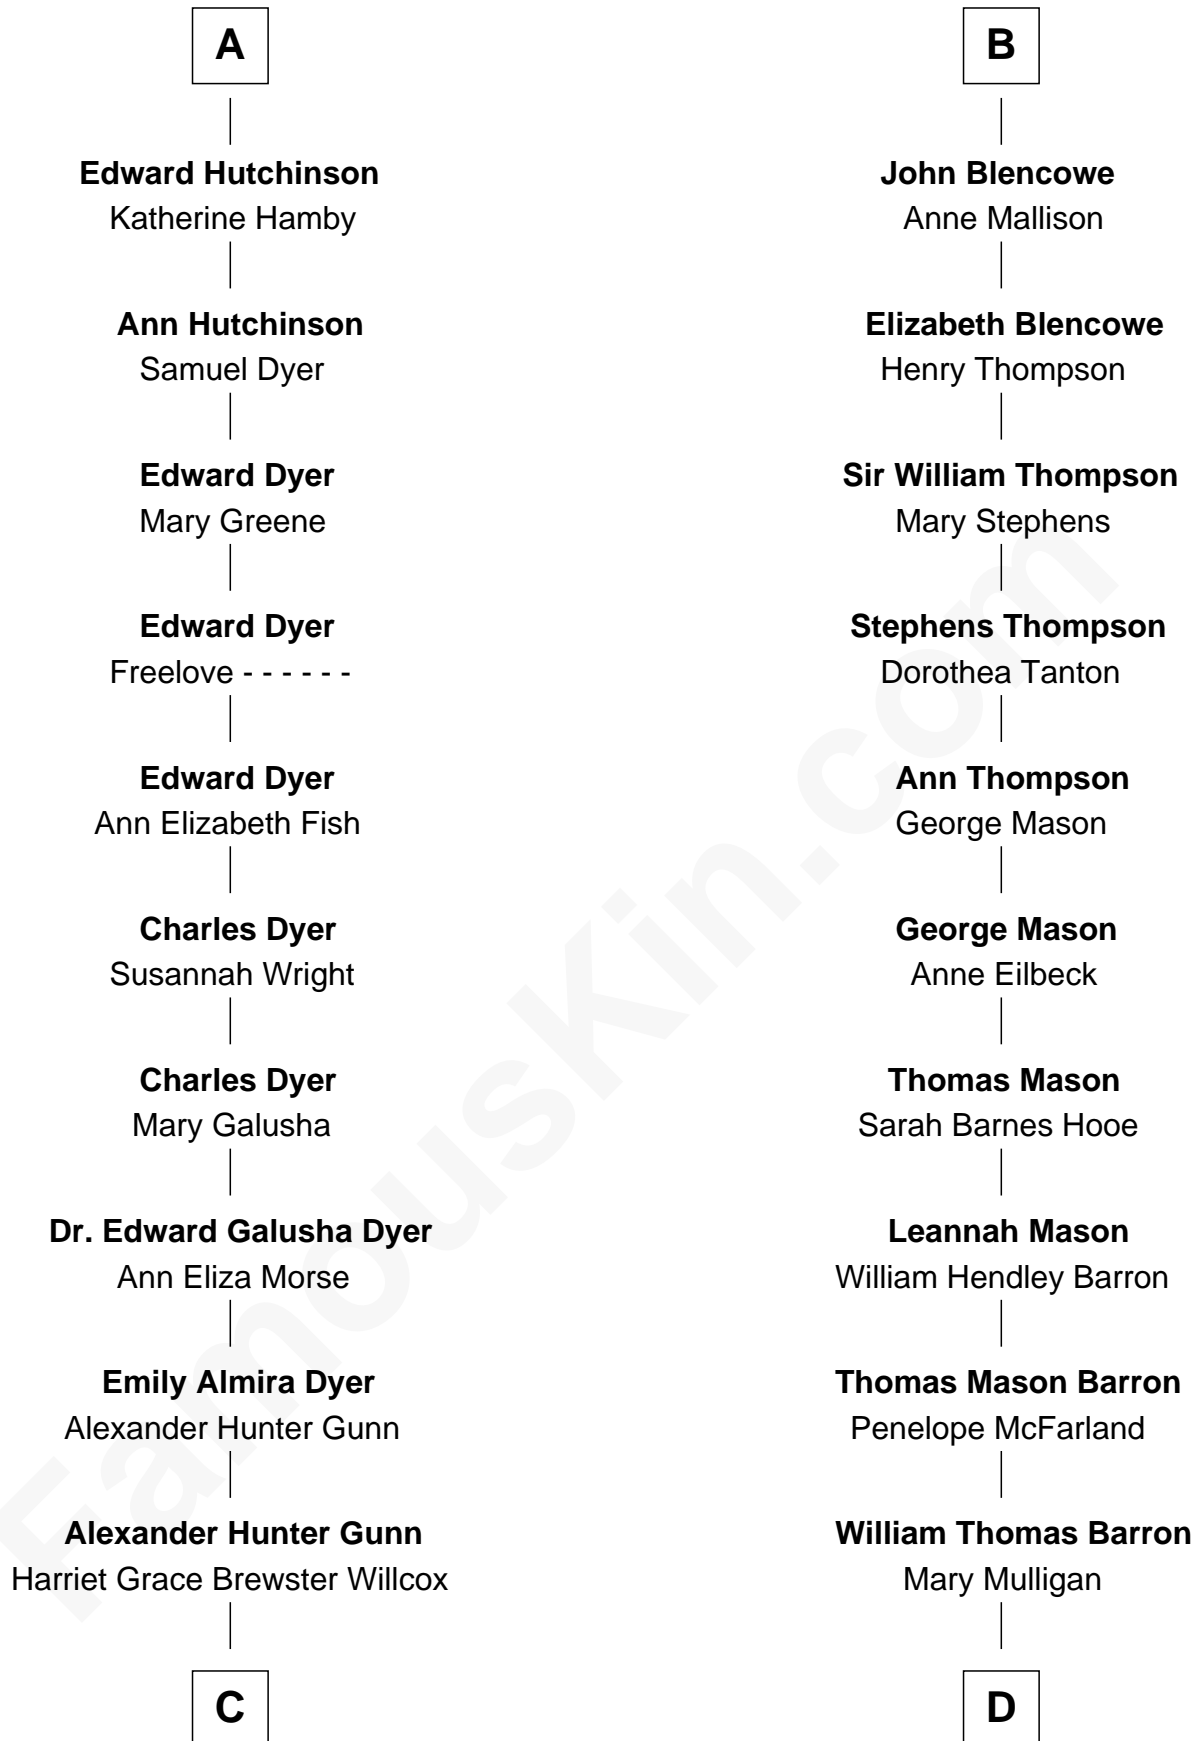 A
Edward Hutchinson
Katherine Hamby
Ann Hutchinson
Samuel Dyer
Edward Dyer
Mary Greene
Edward Dyer
Freelove - - - - - -
Edward Dyer
Ann Elizabeth Fish
Charles Dyer
Susannah Wright
Charles Dyer
Mary Galusha
Dr. Edward Galusha Dyer
Ann Eliza Morse
Emily Almira Dyer
Alexander Hunter Gunn
Alexander Hunter Gunn
Harriet Grace Brewster Willcox
C
B
John Blencowe
Anne Mallison
Elizabeth Blencowe
Henry Thompson
Sir William Thompson
Mary Stephens
Stephens Thompson
Dorothea Tanton
Ann Thompson
George Mason
George Mason
Anne Eilbeck
Thomas Mason
Sarah Barnes Hooe
Leannah Mason
William Hendley Barron
Thomas Mason Barron
Penelope McFarland
William Thomas Barron
Mary Mulligan
D
FamousKin.com